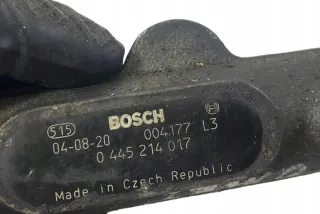 515 BOSCH
04-08-20 004177 L3
0 445 214 017
Made in Czech Republic